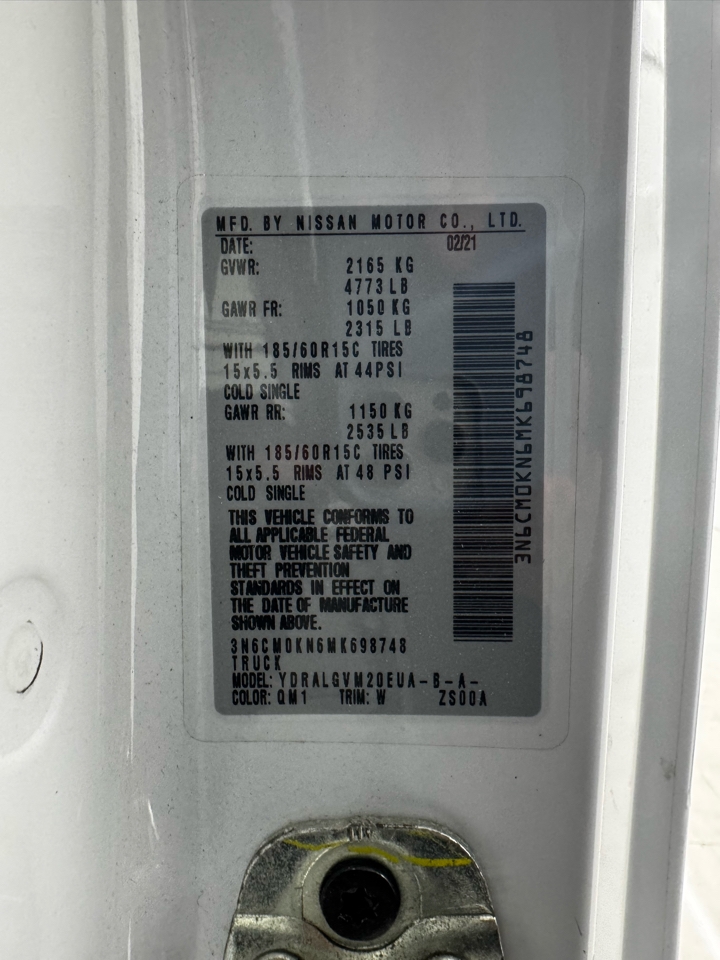 MFD. BY NISSAN MOTOR CO., LTD.
DATE: 02/21
GVWR: 2165 KG
4773 LB
GAWR FR: 1050 KG
2315 LB
WITH 185/60R15C TIRES
15x5.5 RIMS AT 44PSI
COLD SINGLE
GAWR RR: 1150 KG
2535 LB
WITH 185/60R15C TIRES
15x5.5 RIMS AT 48 PSI
COLD SINGLE
THIS VEHICLE CONFORMS TO
ALL APPLICABLE FEDERAL
MOTOR VEHICLE SAFETY AND
THEFT PREVENTION
STANDARDS IN EFFECT ON
THE DATE OF MANUFACTURE
SHOWN ABOVE.
3N6CM0KN6MK698748
TRUCK
MODEL: YDRALGVM20EUA-B-A-
COLOR: QM1 TRIM: W ZS00A
3N6CM0KN6MK698748